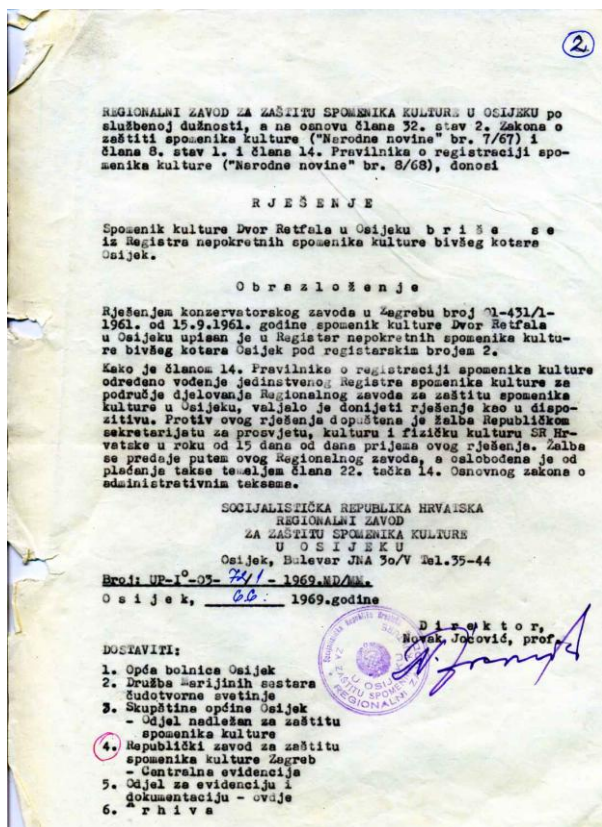 2.
REGIONALNI ZAVOD ZA ZAŠTITU SPOMENIKA KULTURE U OSIJEKU po
službenoj dužnosti, a na osnovu člana 32. stav 2. Zakona o
zaštiti spomenika kulture ("Narodne novine" br. 7/67) i
člana 8. stav 1. i člana 14. Pravilnika o registraciji spo-
menika kulture ("Narodne novine" br. 8/68), donosi
R J E Š E N J E
Spomenik kulture Dvor Retfala u Osijeku b r i š e s e
iz Registra nepokretnih spomenika kulture bivšeg kotara
Osijek.
O b r a z l o ž e n j e
Rješenjem konzervatorskog zavoda u Zagrebu broj 01-431/1-
1961. od 15.9.1961. godine spomenik kulture Dvor Retfala
u Osijeku upisan je u Registar nepokretnih spomenika kultu-
re bivšeg kotara Osijek pod registarskim brojem 2.
Kako je članom 14. Pravilnika o registraciji spomenika kulture
određeno vođenje jedinstvenog Registra spomenika kulture za
područje djelovanja Regionalnog zavoda za zaštitu spomenika
kulture u Osijeku, valjalo je donijeti rješenje kao u dispo-
zitivu. Protiv ovog rješenja dopuštena je žalba Republičkom
sekretarijatu za prosvjetu, kulturu i fizičku kulturu SR Hr-
vatske u roku od 15 dana od dana prijema ovog rješenja. Žalba
se predaje putem ovog Regionalnog zavoda, a oslobođena je od
plaćanja takse temeljem člana 22. tačka 14. Osnovnog zakona o
administrativnim taksama.
SOCIJALISTIČKA REPUBLIKA HRVATSKA
REGIONALNI ZAVOD
ZA ZAŠTITU SPOMENIKA KULTURE
U O S I J E K U
Osijek, Bulevar JNA 3o/V Tel.35-44
Broj: UP-I°-03- - 1969.MD/MM.
O s i j e k, 6.6. 1969.godine
D i r e k t o r,
Novak Jocović, prof.
ZA ZAŠTITU SPOMENIKA
U OSIJEKU
REGIONALNI
DOSTAVITI:
1. Opća bolnica Osijek
2. Družba Marijinih sestara
čudotvorne svetinje
3. Skupština općine Osijek
- Odjel nadležan za zaštitu
spomenika kulture
4. Republički zavod za zaštitu
spomenika kulture Zagreb
- Centralna evidencija
5. Odjel za evidenciju i
dokumentaciju - ovdje
6. r h i v a